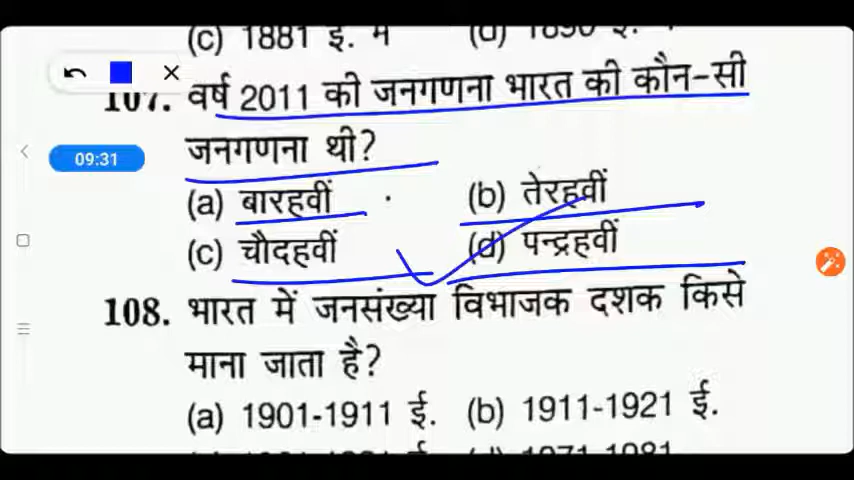 (c) 1881 ई. में (d) 1890 ई.
107. वर्ष 2011 की जनगणना भारत की कौन-सी
जनगणना थी?
09:31
(a) बारहवीं (b) तेरहवीं
(c) चौदहवीं (d) पन्द्रहवीं
108. भारत में जनसंख्या विभाजक दशक किसे
माना जाता है?
(a) 1901-1911 ई. (b) 1911-1921 ई.